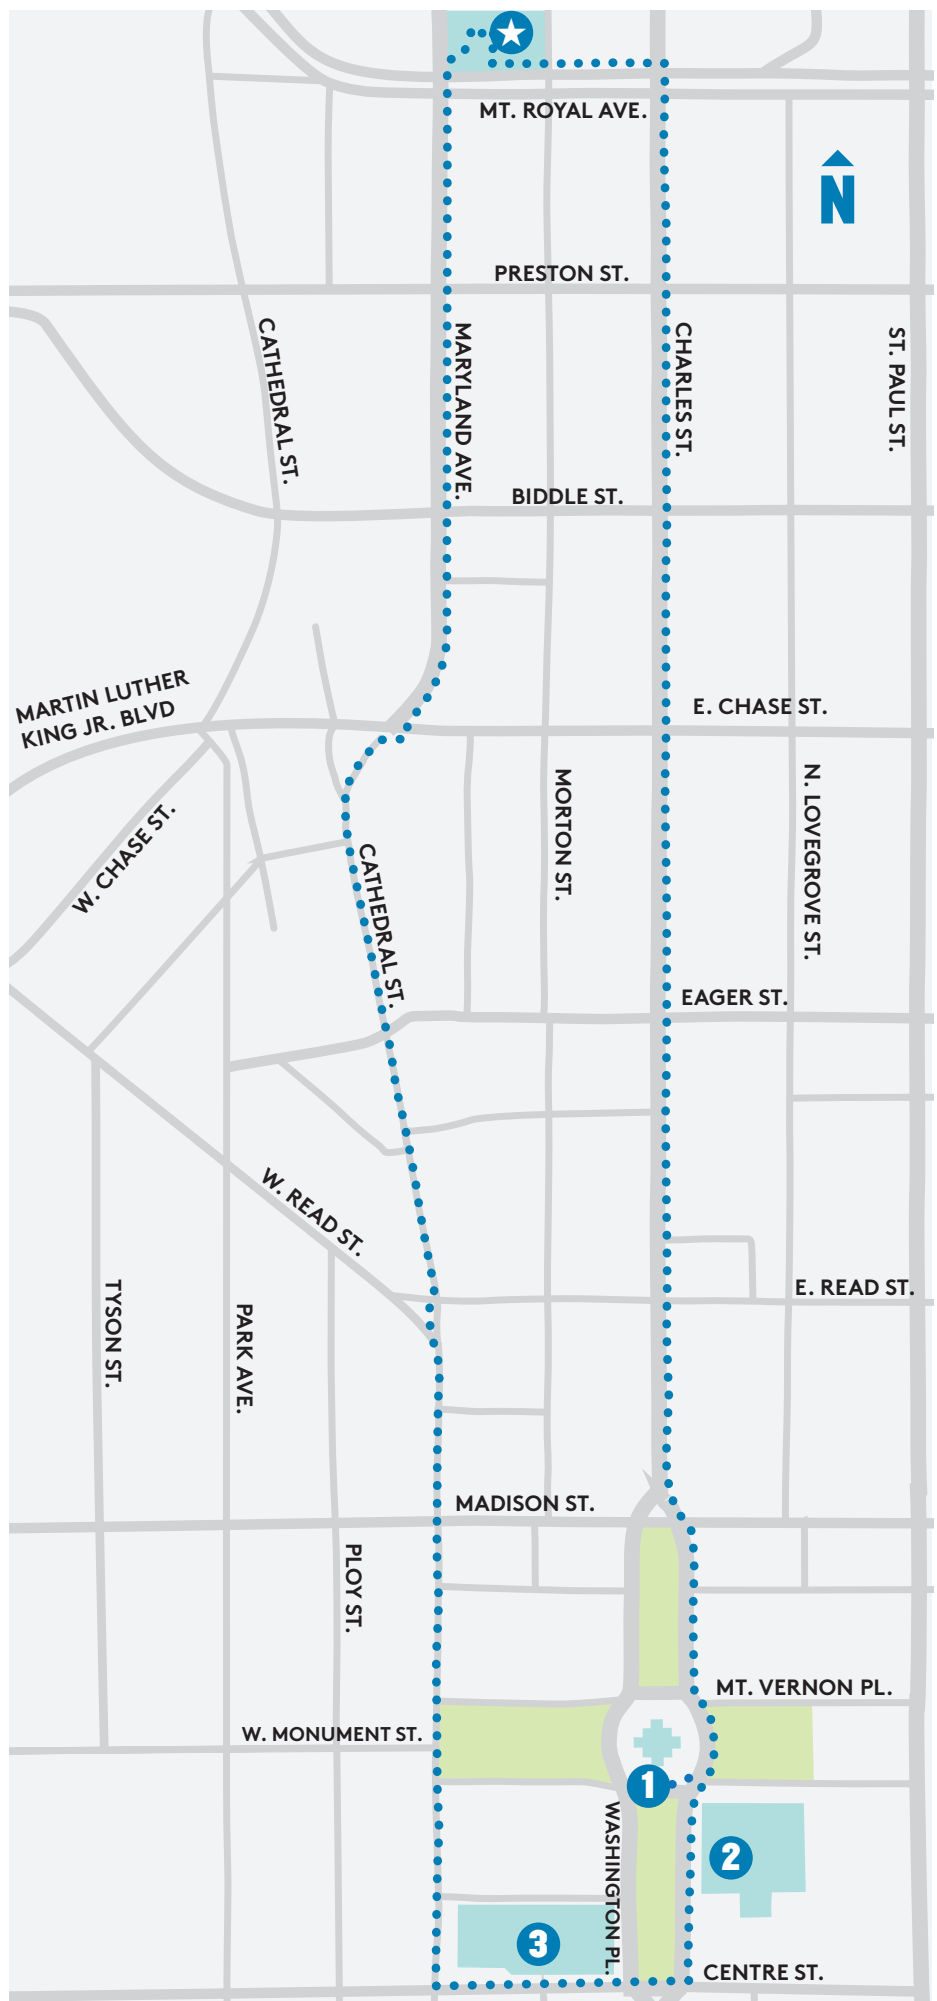 MT. ROYAL AVE.
N
PRESTON ST.
CATHEDRAL ST.
MARYLAND AVE.
CHARLES ST.
ST. PAUL ST.
BIDDLE ST.
MARTIN LUTHER
KING JR. BLVD
E. CHASE ST.
W. CHASE ST.
MORTON ST.
N. LOVEGROVE ST.
CATHEDRAL ST.
EAGER ST.
W. READ ST.
E. READ ST.
TYSON ST.
PARK AVE.
MADISON ST.
PLOY ST.
MT. VERNON PL.
W. MONUMENT ST.
1
WASHINGTON PL.
2
3
CENTRE ST.